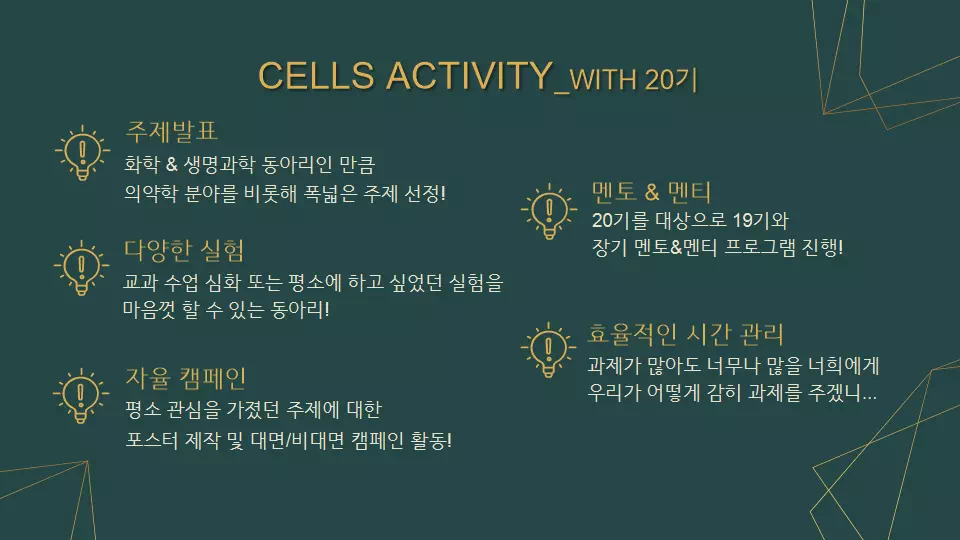 CELLS ACTIVITY_WITH 20기
주제발표
화학 & 생명과학 동아리인 만큼
의약학 분야를 비롯해 폭넓은 주제 선정!
다양한 실험
교과 수업 심화 또는 평소에 하고 싶었던 실험을
마음껏 할 수 있는 동아리!
자율 캠페인
평소 관심을 가졌던 주제에 대한
포스터 제작 및 대면/비대면 캠페인 활동!
멘토 & 멘티
20기를 대상으로 19기와
장기 멘토&멘티 프로그램 진행!
효율적인 시간 관리
과제가 많아도 너무나 많을 너희에게
우리가 어떻게 감히 과제를 주겠니...